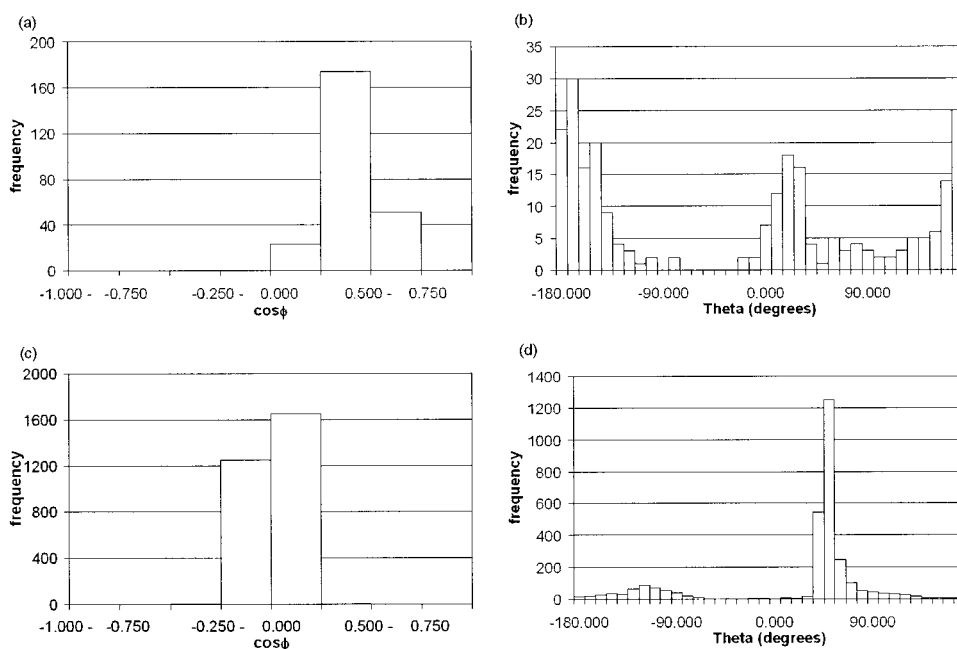 (a)
200
160
120
80
40
0
frequency
-1.000 - -0.750 -0.250 - 0.000 0.500 - 0.750
cosϕ
(b)
35
30
25
20
15
10
5
0
frequency
-180.000 -90.000 0.000 90.000
Theta (degrees)
(c)
2000
1600
1200
800
400
0
frequency
-1.000 - -0.750 -0.250 - 0.000 0.500 - 0.750
cosϕ
(d)
1400
1200
1000
800
600
400
200
0
frequency
-180.000 -90.000 0.000 90.000
Theta (degrees)